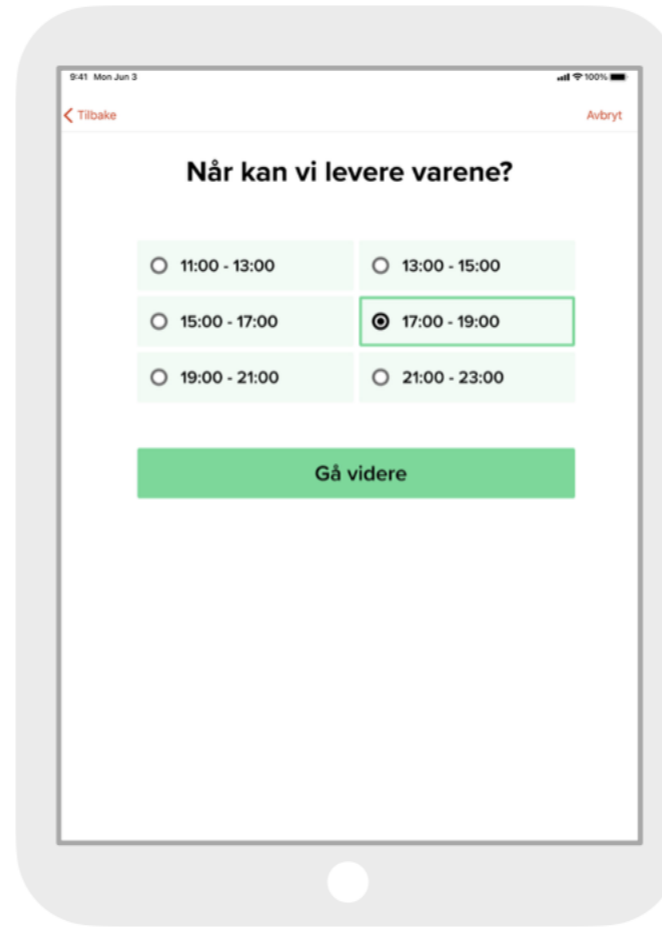 9:41 Mon Jun 3 100%
Tilbake Avbryt
Når kan vi levere varene?
11:00 - 13:00 13:00 - 15:00
15:00 - 17:00 17:00 - 19:00
19:00 - 21:00 21:00 - 23:00
Gå videre